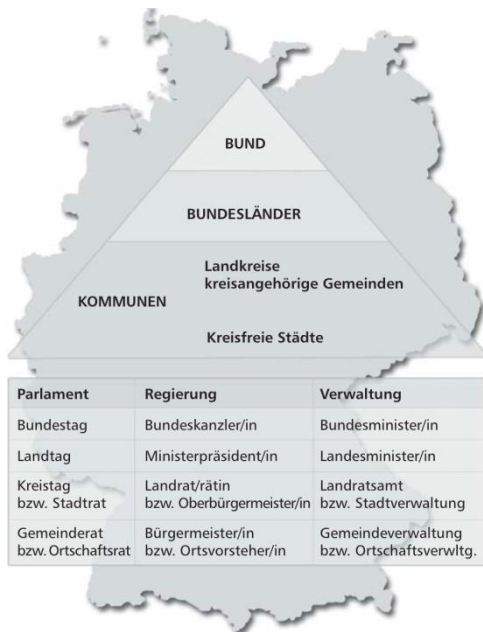 BUND
BUNDESLÄNDER
Landkreise
kreisangehörige Gemeinden
KOMMUNEN
Kreisfreie Städte
Parlament Regierung Verwaltung
Bundestag Bundeskanzler/in Bundesminister/in
Landtag Ministerpräsident/in Landesminister/in
Kreistag Landrat/rätin Landratsamt
bzw. Stadtrat bzw. Oberbürgermeister/in bzw. Stadtverwaltung
Gemeinderat Bürgermeister/in Gemeindeverwaltung
bzw. Ortschaftsrat bzw. Ortsvorsteher/in bzw. Ortschaftsverwltg.